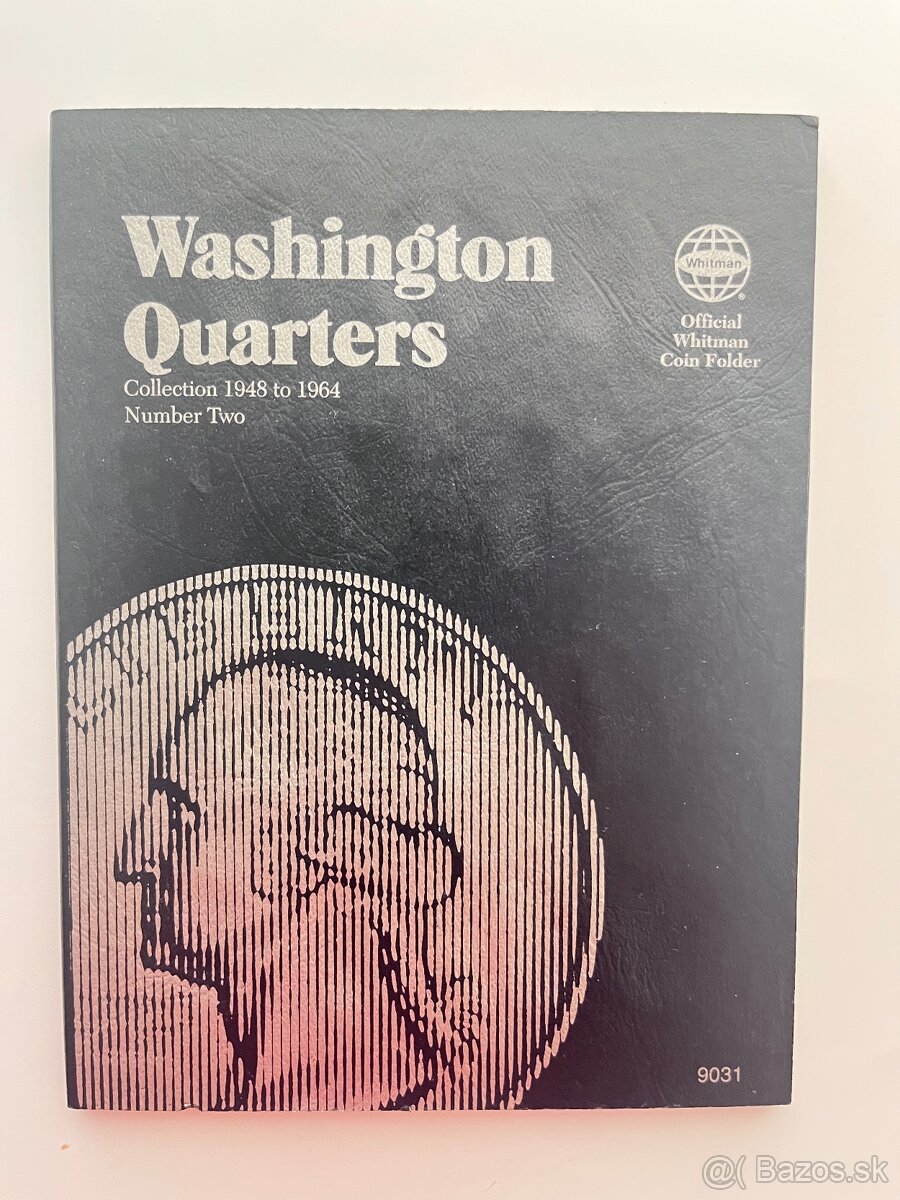 Washington
Quarters
Collection 1948 to 1964
Number Two
Whitman
®
Official
Whitman
Coin Folder
9031
@( Bazos.sk